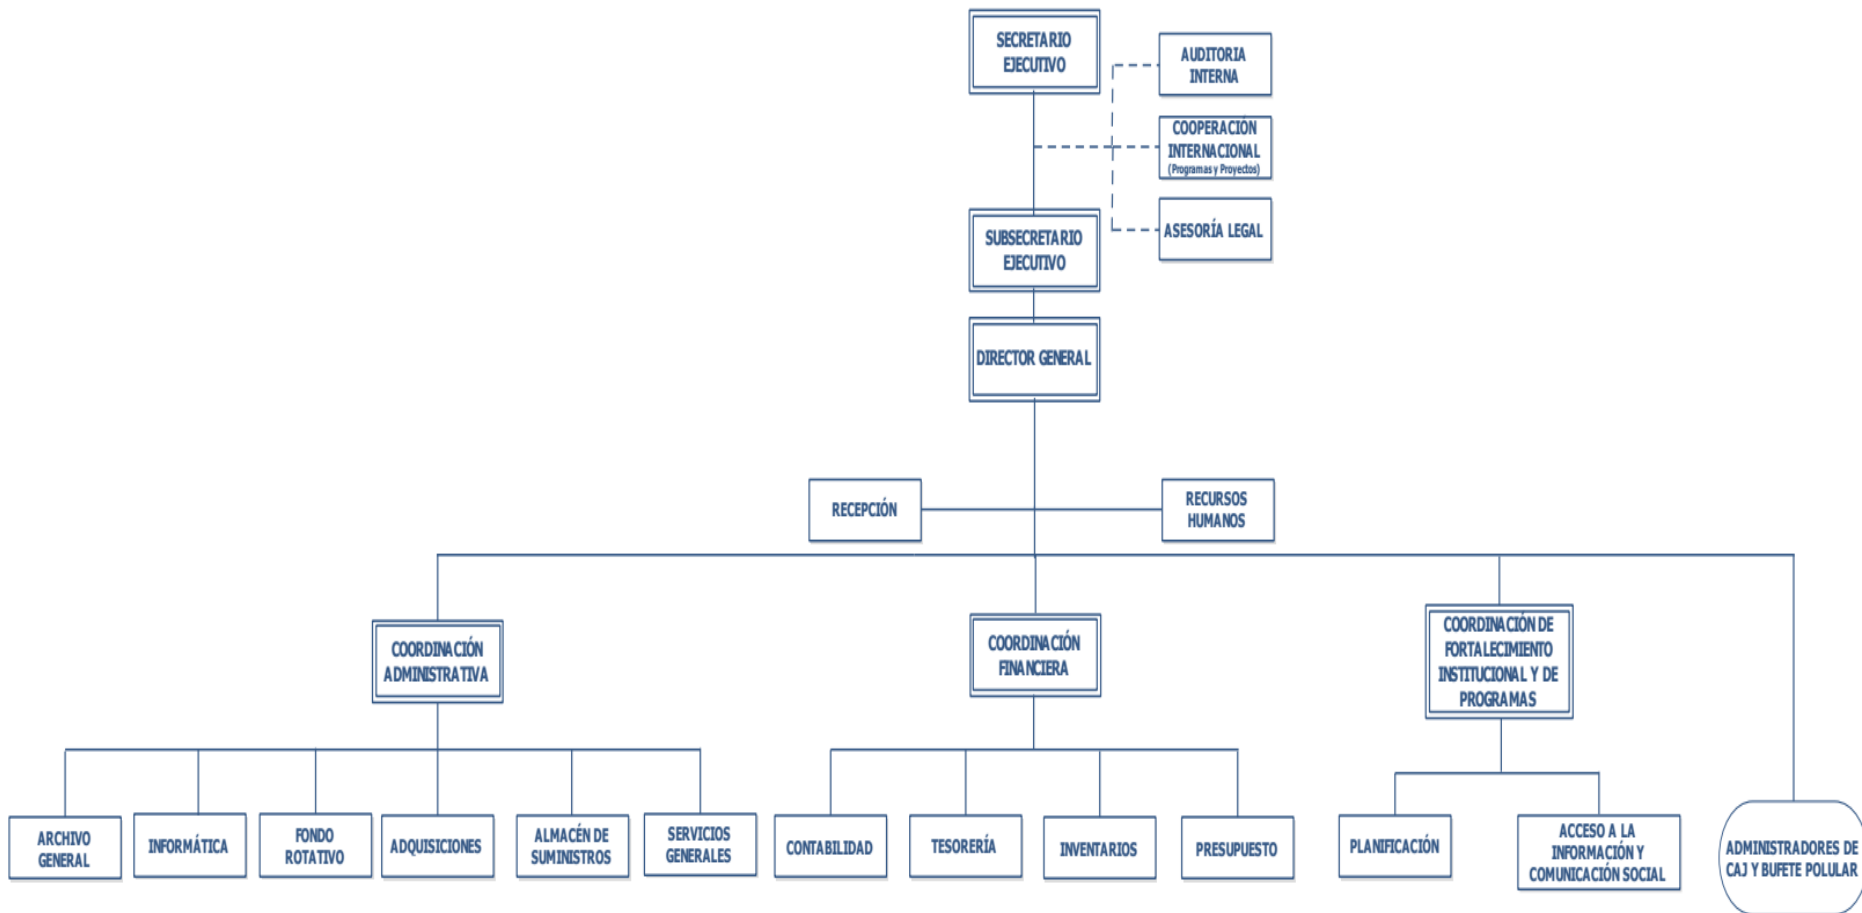 SECRETARIO
EJECUTIVO
AUDITORIA
INTERNA
COOPERACIÓN
INTERNACIONAL
(Programas y Proyectos)
SUBSECRETARIO
EJECUTIVO
ASESORÍA LEGAL
DIRECTOR GENERAL
RECEPCIÓN
RECURSOS
HUMANOS
COORDINACIÓN
ADMINISTRATIVA
COORDINACIÓN
FINANCIERA
COORDINACIÓN DE
FORTALECIMIENTO
INSTITUCIONAL Y DE
PROGRAMAS
ARCHIVO
GENERAL
INFORMÁTICA
FONDO
ROTATIVO
ADQUISICIONES
ALMACÉN DE
SUMINISTROS
SERVICIOS
GENERALES
CONTABILIDAD
TESORERÍA
INVENTARIOS
PRESUPUESTO
PLANIFICACIÓN
ACCESO A LA
INFORMACIÓN Y
COMUNICACIÓN SOCIAL
ADMINISTRADORES DE
CAJ Y BUFETE POLULAR